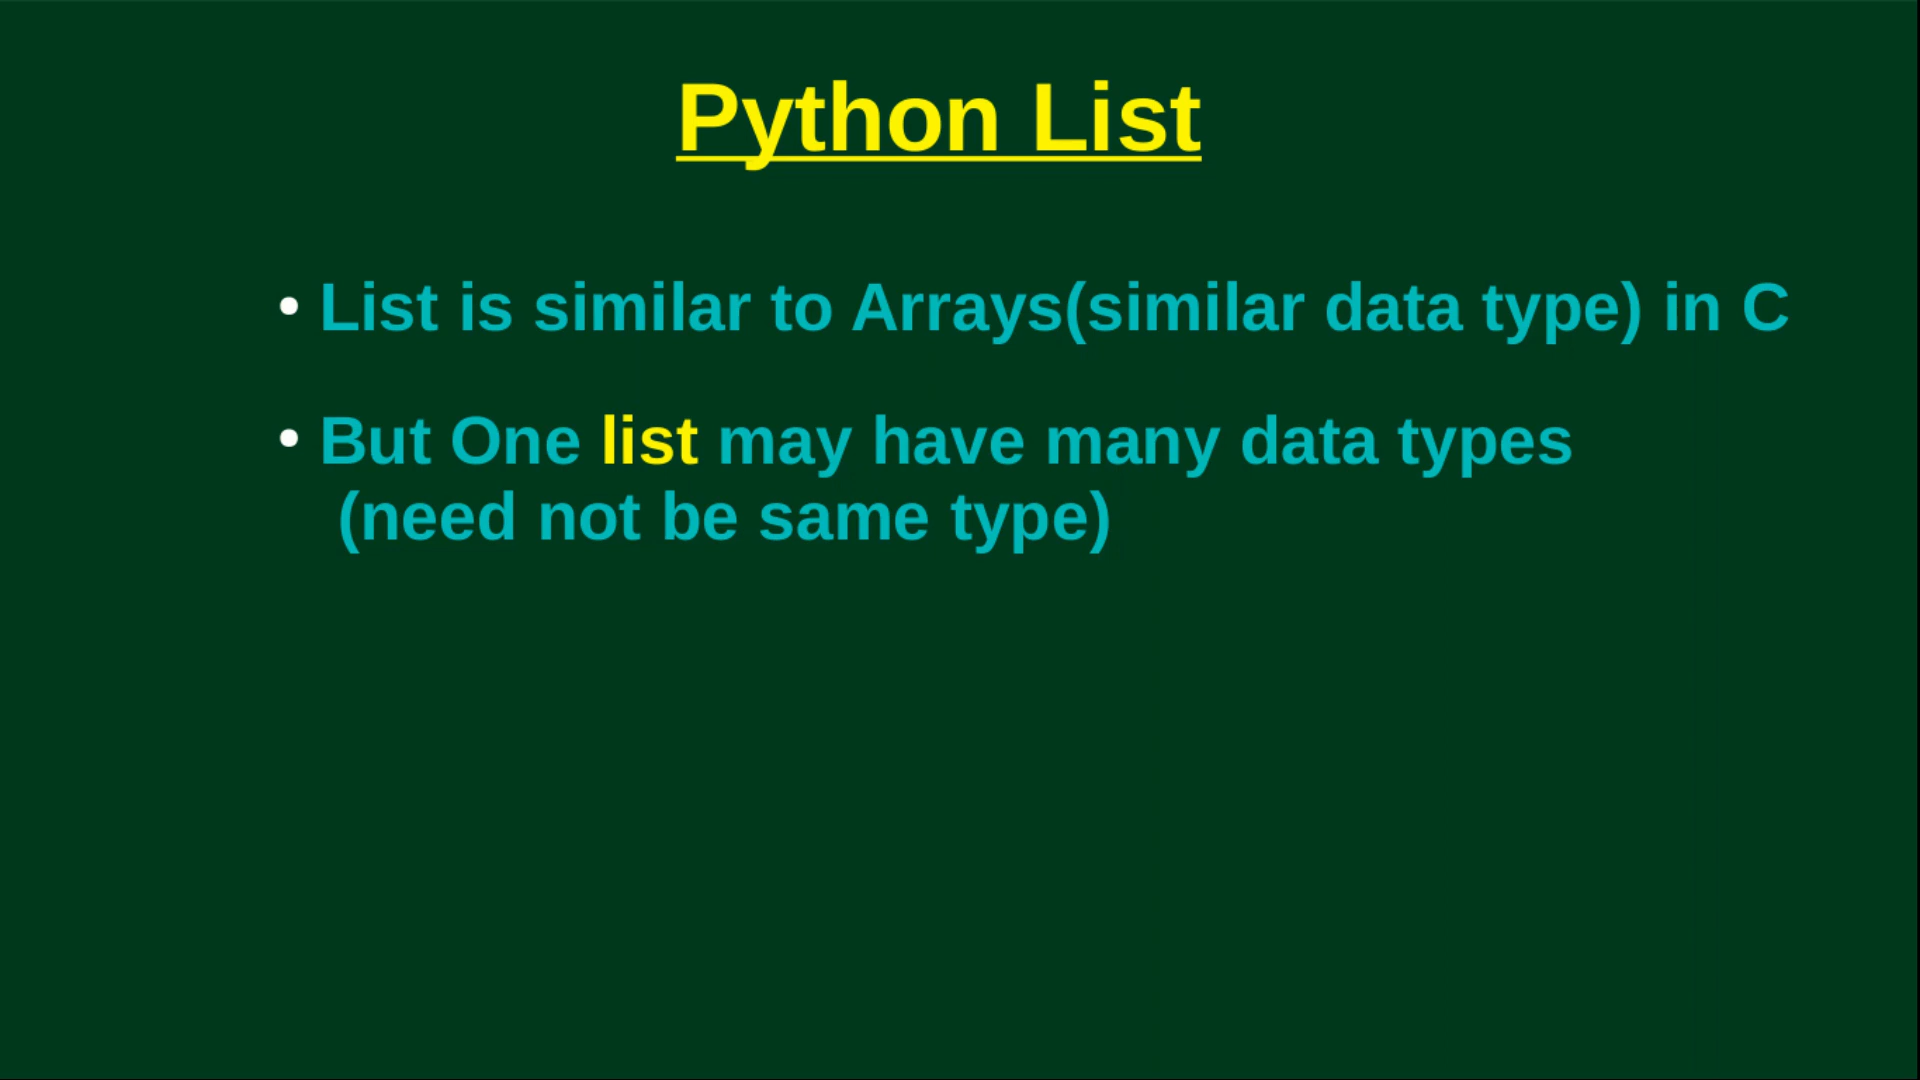 Python List
• List is similar to Arrays(similar data type) in C
• But One list may have many data types
(need not be same type)